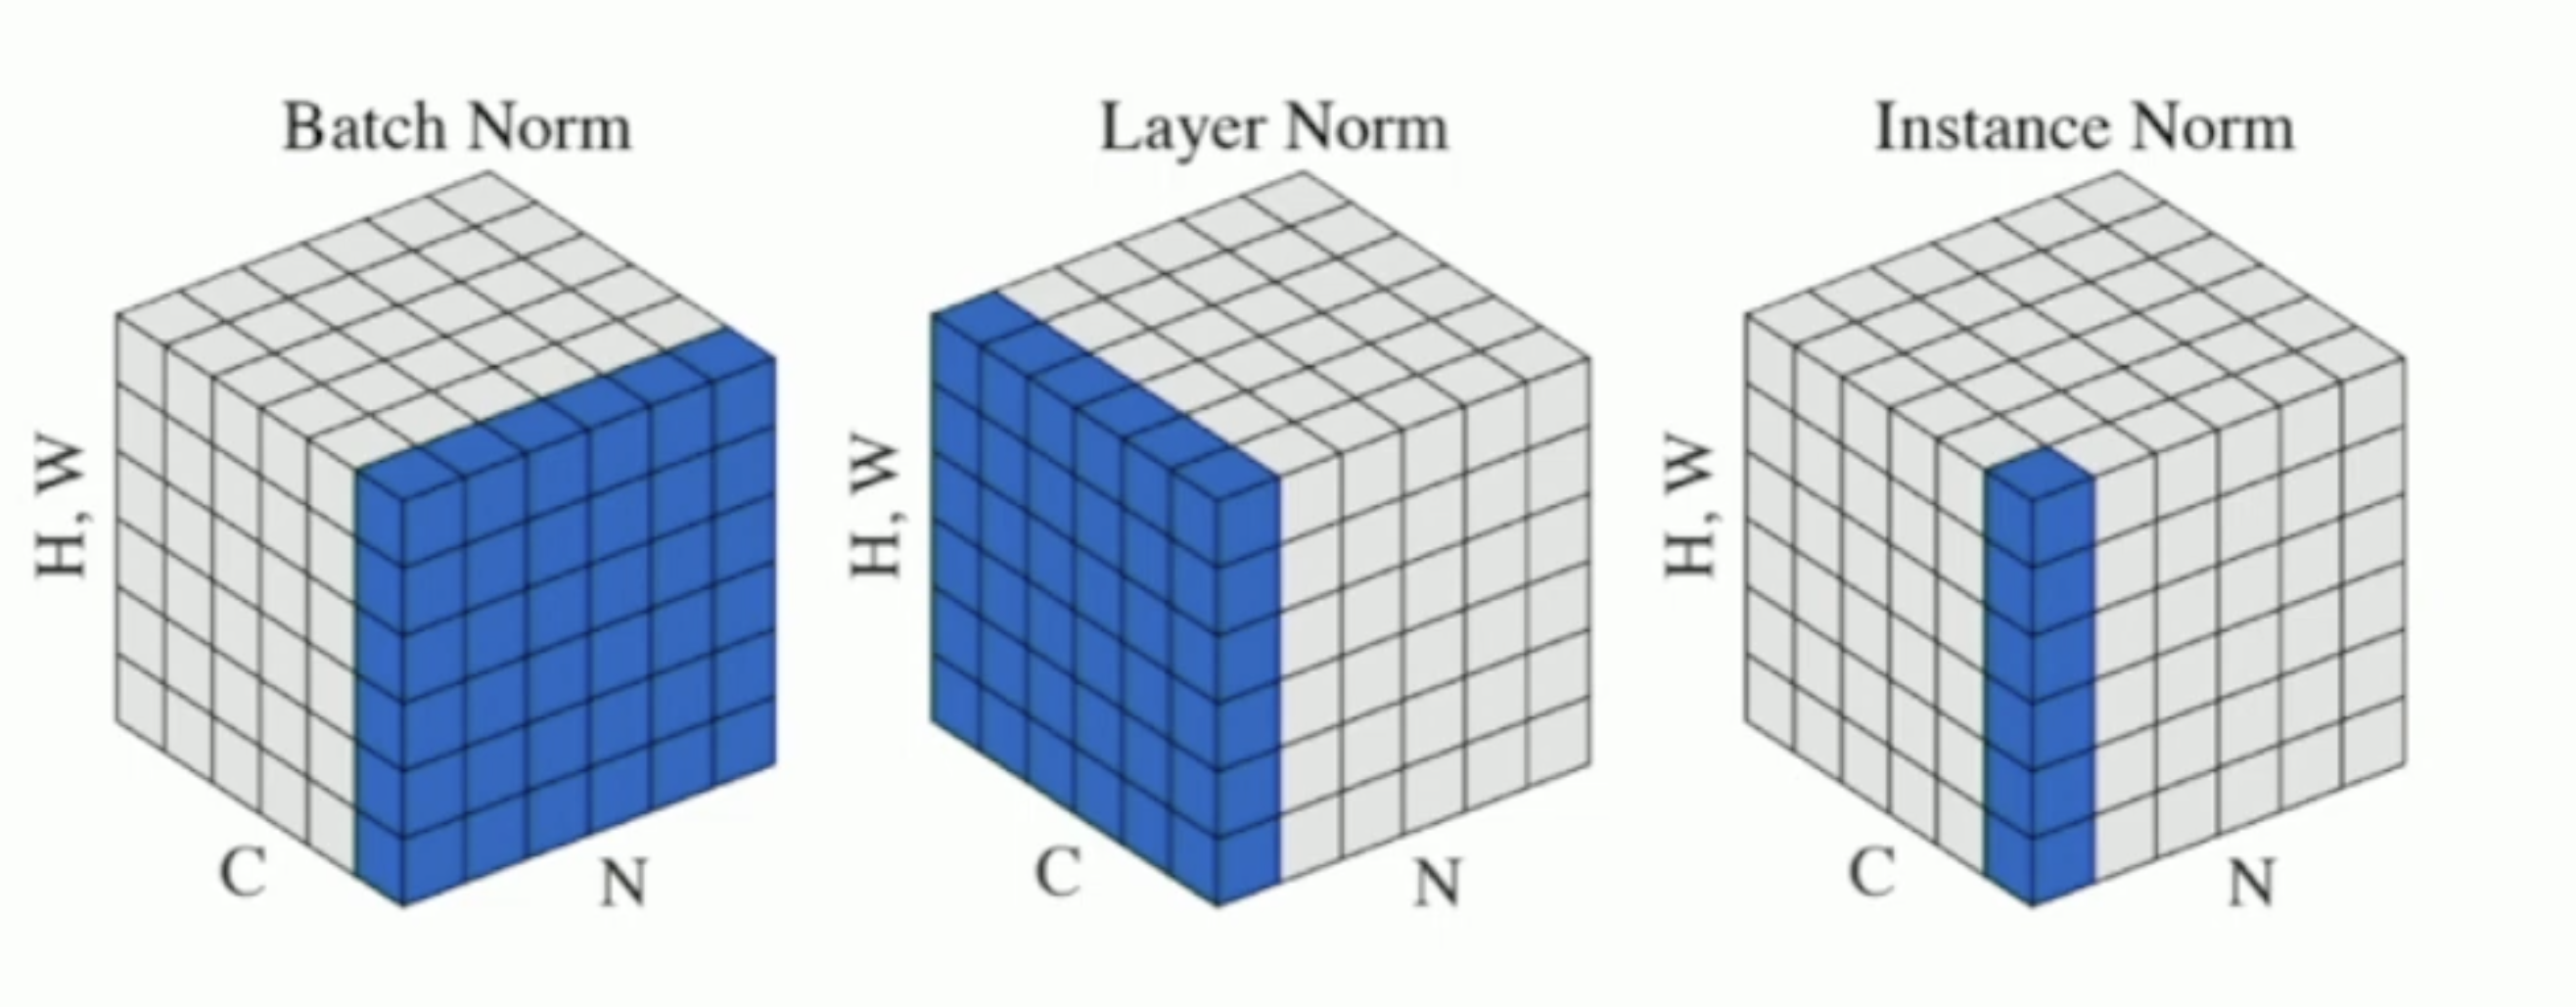 Batch Norm
H, W
C
N
Layer Norm
H, W
C
N
Instance Norm
H, W
C
N